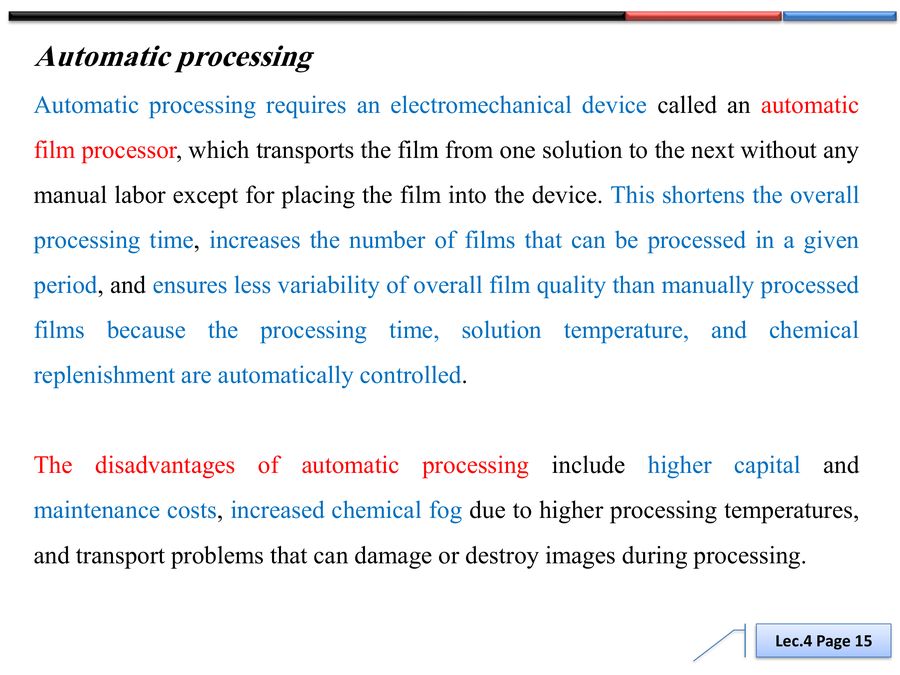 Automatic processing
Automatic processing requires an electromechanical device called an automatic
film processor, which transports the film from one solution to the next without any
manual labor except for placing the film into the device. This shortens the overall
processing time, increases the number of films that can be processed in a given
period, and ensures less variability of overall film quality than manually processed
films because the processing time, solution temperature, and chemical
replenishment are automatically controlled.
The disadvantages of automatic processing include higher capital and
maintenance costs, increased chemical fog due to higher processing temperatures,
and transport problems that can damage or destroy images during processing.
Lec.4 Page 15